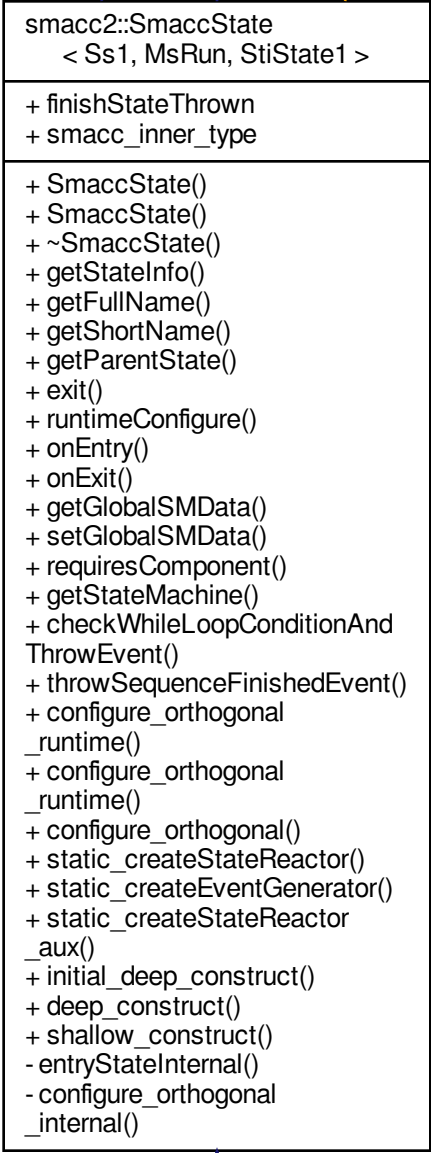 smacc2::SmaccState
< Ss1, MsRun, StiState1 >
+ finishStateThrown
+ smacc_inner_type
+ SmaccState()
+ SmaccState()
+ ~SmaccState()
+ getStateInfo()
+ getFullName()
+ getShortName()
+ getParentState()
+ exit()
+ runtimeConfigure()
+ onEntry()
+ onExit()
+ getGlobalSMData()
+ setGlobalSMData()
+ requiresComponent()
+ getStateMachine()
+ checkWhileLoopConditionAnd
ThrowEvent()
+ throwSequenceFinishedEvent()
+ configure_orthogonal
_runtime()
+ configure_orthogonal
_runtime()
+ configure_orthogonal()
+ static_createStateReactor()
+ static_createEventGenerator()
+ static_createStateReactor
_aux()
+ initial_deep_construct()
+ deep_construct()
+ shallow_construct()
- entryStateInternal()
- configure_orthogonal
_internal()